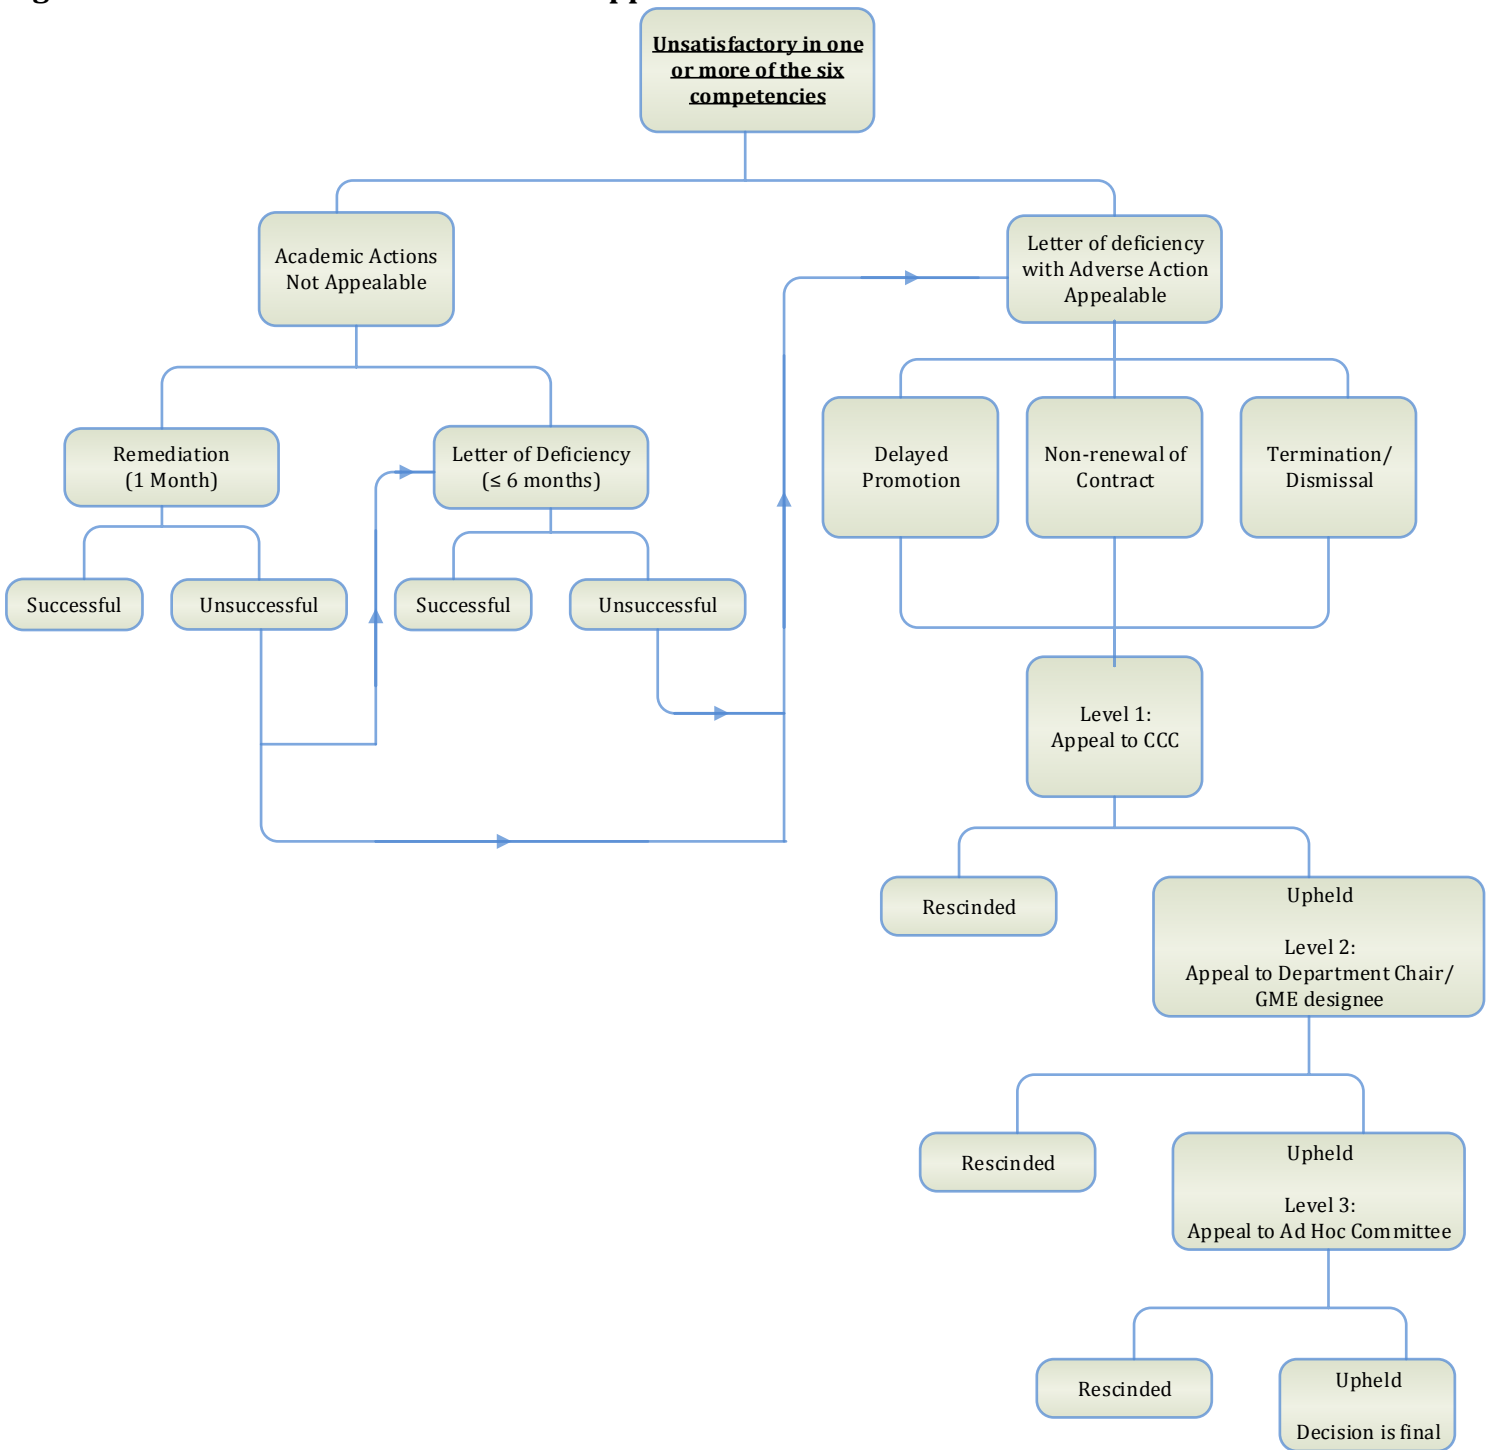 Unsatisfactory in one
or more of the six
competencies
Academic Actions
Not Appealable
Letter of deficiency
with Adverse Action
Appealable
Remediation
(1 Month)
Letter of Deficiency
(≤ 6 months)
Delayed
Promotion
Non-renewal of
Contract
Termination/
Dismissal
Successful
Unsuccessful
Successful
Unsuccessful
Level 1:
Appeal to CCC
Rescinded
Upheld
Level 2:
Appeal to Department Chair/
GME designee
Rescinded
Upheld
Level 3:
Appeal to Ad Hoc Committee
Rescinded
Upheld
Decision is final